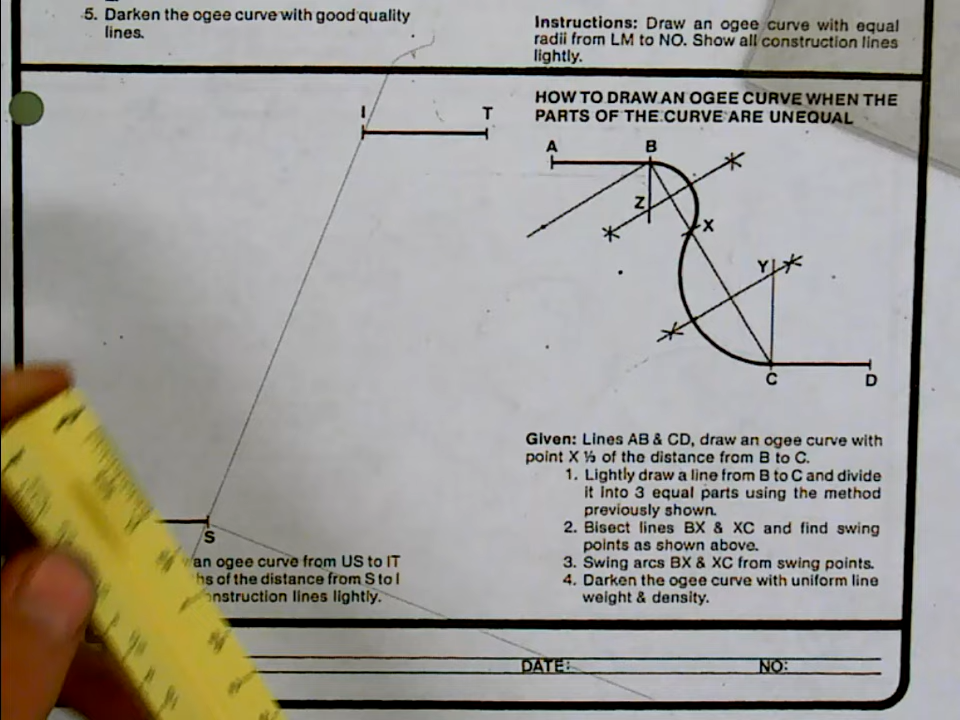 5. Darken the ogee curve with good quality
lines.
Instructions: Draw an ogee curve with equal
radii from LM to NO. Show all construction lines
lightly.
HOW TO DRAW AN OGEE CURVE WHEN THE
PARTS OF THE CURVE ARE UNEQUAL
I T
A B
Z X
Y
C D
S
an ogee curve from US to IT
of the distance from S to I
construction lines lightly.
Given: Lines AB & CD, draw an ogee curve with
point X ⅓ of the distance from B to C.
1. Lightly draw a line from B to C and divide
it into 3 equal parts using the method
previously shown.
2. Bisect lines BX & XC and find swing
points as shown above.
3. Swing arcs BX & XC from swing points.
4. Darken the ogee curve with uniform line
weight & density.
DATE: NO: